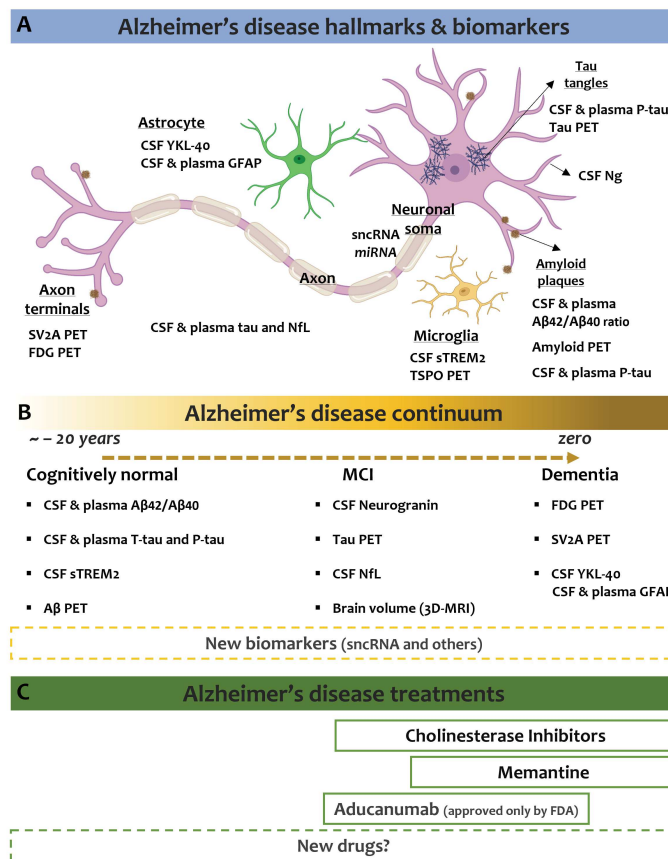 A
Alzheimer's disease hallmarks & biomarkers
Tau
tangles
CSF & plasma P-tau
Tau PET
Astrocyte
CSF YKL-40
CSF & plasma GFAP
CSF Ng
Neuronal
soma
sncRNA
miRNA
Axon
Amyloid
plaques
CSF & plasma
Aβ42/Aβ40 ratio
Amyloid PET
CSF & plasma P-tau
Axon
terminals
SV2A PET
FDG PET
CSF & plasma tau and NfL
Microglia
CSF sTREM2
TSPO PET
B
Alzheimer's disease continuum
~ – 20 years
zero
Cognitively normal
▪ CSF & plasma Aβ42/Aβ40
▪ CSF & plasma T-tau and P-tau
▪ CSF sTREM2
▪ Aβ PET
MCI
▪ CSF Neurogranin
▪ Tau PET
▪ CSF NfL
▪ Brain volume (3D-MRI)
Dementia
▪ FDG PET
▪ SV2A PET
▪ CSF YKL-40
CSF & plasma GFAP
New biomarkers (sncRNA and others)
C
Alzheimer's disease treatments
Cholinesterase Inhibitors
Memantine
Aducanumab (approved only by FDA)
New drugs?